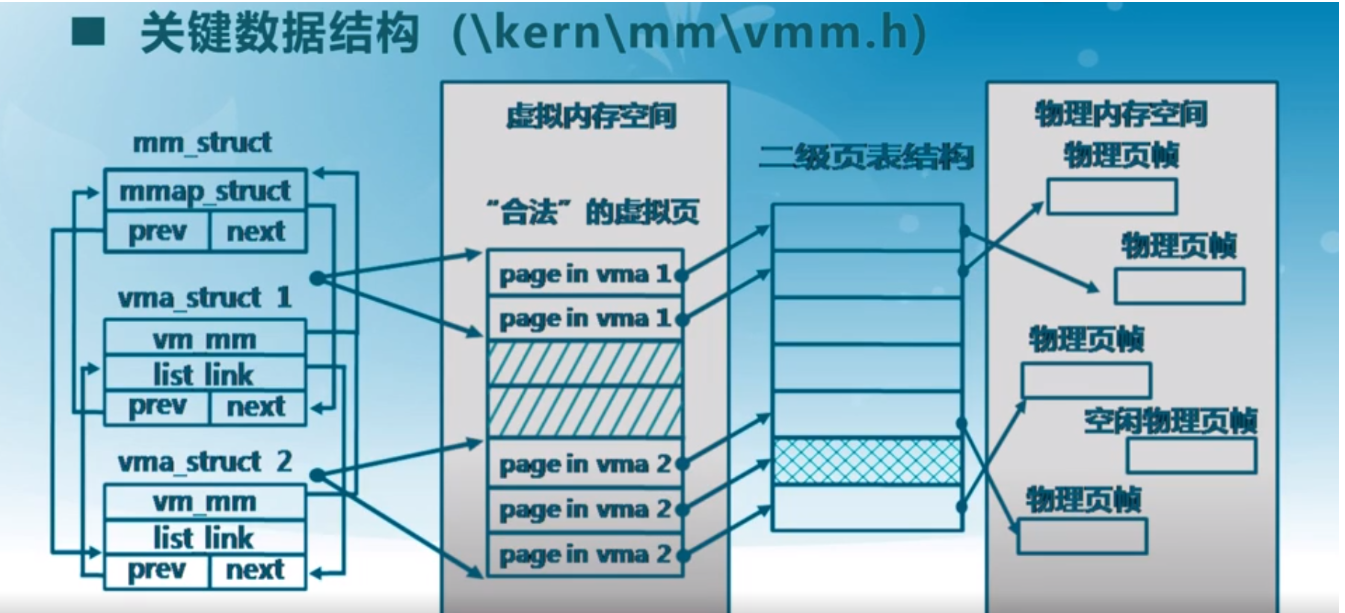 ■ 关键数据结构 (\kern\mm\vmm.h)
mm_struct
mmap_struct
prev next
vma_struct 1
vm_mm
list link
prev next
vma_struct 2
vm_mm
list link
prev next
虚拟内存空间
“合法”的虚拟页
page in vma 1
page in vma 1
page in vma 2
page in vma 2
page in vma 2
二级页表结构
物理内存空间
物理页帧
物理页帧
物理页帧
空闲物理页帧
物理页帧